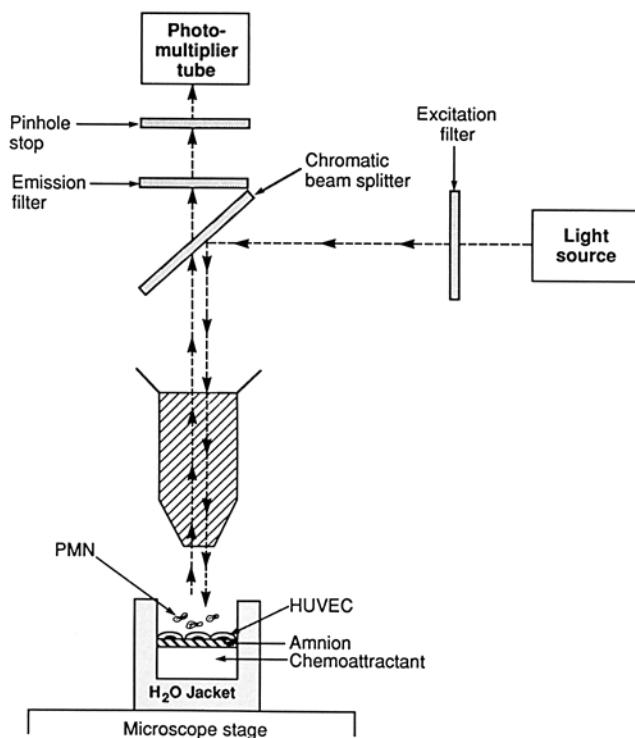 Photo-
multiplier
tube
Pinhole
stop
Excitation
filter
Chromatic
beam splitter
Emission
filter
Light
source
PMN
HUVEC
Amnion
Chemoattractant
H₂O Jacket
Microscope stage